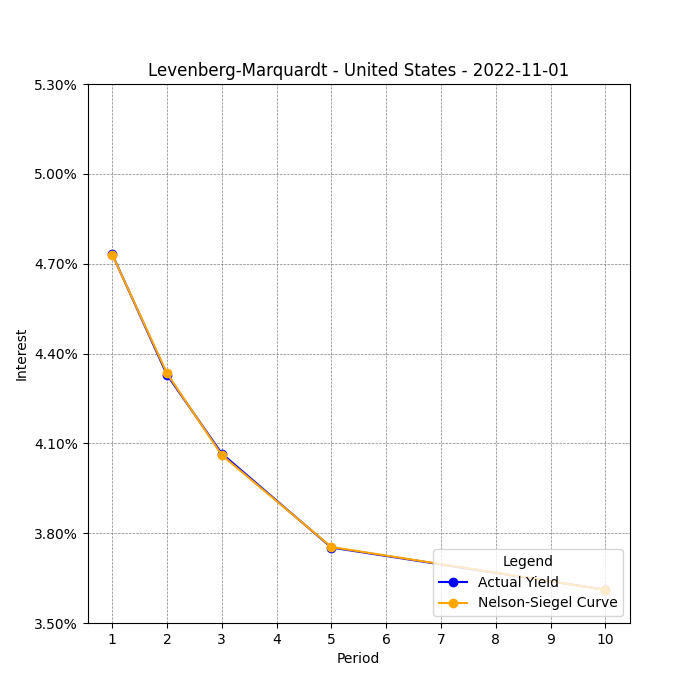 Levenberg-Marquardt - United States - 2022-11-01
5.30%
5.00%
4.70%
4.40%
4.10%
3.80%
3.50%
Interest
1 2 3 4 5 6 7 8 9 10
Period
Legend
Actual Yield
Nelson-Siegel Curve